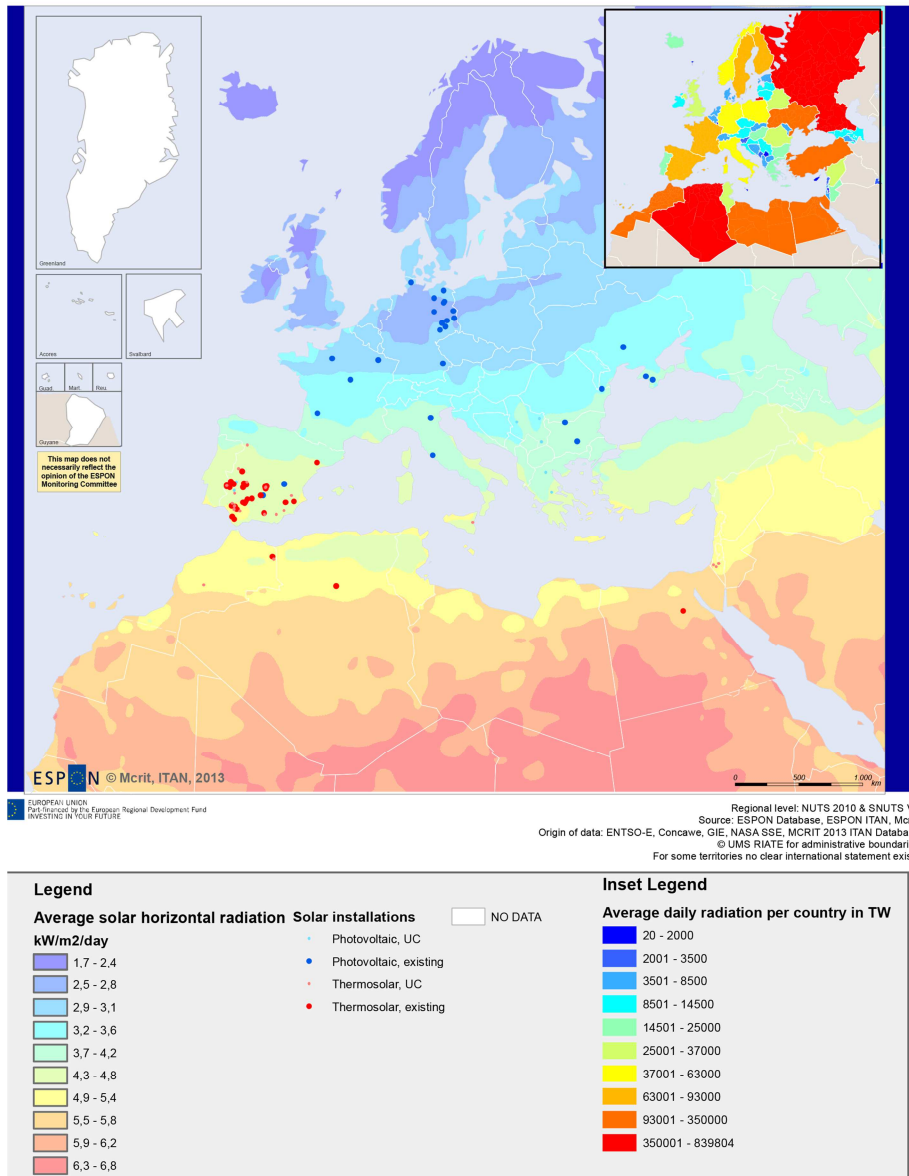 Greenland
Acores
Svalbard
Guad.
Mart.
Reu.
Guyane
This map does not
necessarily reflect the
opinion of the ESPON
Monitoring Committee
ESPON © Mcrit, ITAN, 2013
0 500 1 000
km
EUROPEAN UNION
Part-financed by the European Regional Development Fund
INVESTING IN YOUR FUTURE
Regional level: NUTS 2010 & SNUTS
Source: ESPON Database, ESPON ITAN,
Origin of data: ENTSO-E, Concawe, GIE, NASA SSE, MCRIT 2013 ITAN
© UMS RIATE for administrative
For some territories no clear international statement
Legend
Average solar horizontal radiation
kW/m2/day
1,7 - 2,4
2,5 - 2,8
2,9 - 3,1
3,2 - 3,6
3,7 - 4,2
4,3 - 4,8
4,9 - 5,4
5,5 - 5,8
5,9 - 6,2
6,3 - 6,8
Solar installations
Photovoltaic, UC
Photovoltaic, existing
Thermosolar, UC
Thermosolar, existing
NO DATA
Inset Legend
Average daily radiation per country in TW
20 - 2000
2001 - 3500
3501 - 8500
8501 - 14500
14501 - 25000
25001 - 37000
37001 - 63000
63001 - 93000
93001 - 350000
350001 - 839804